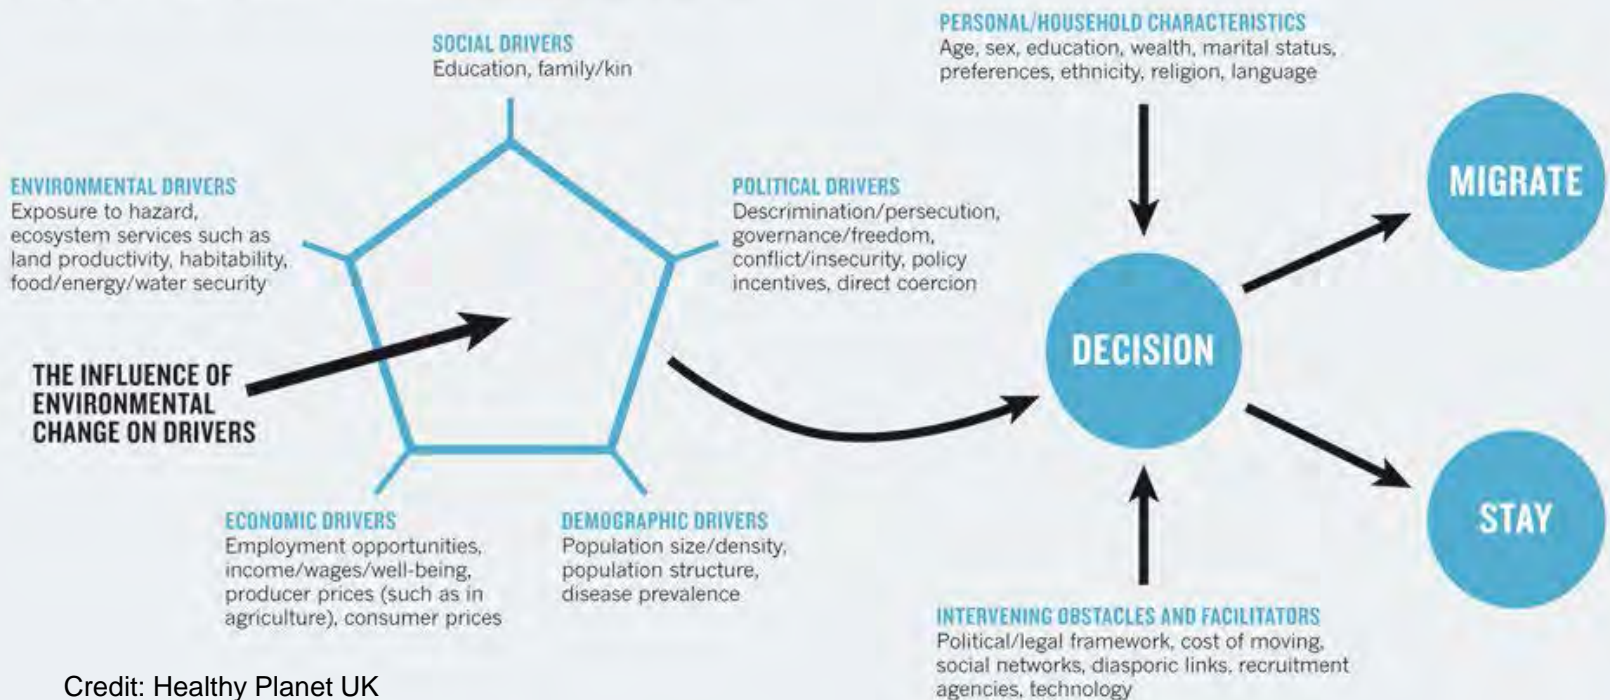 SOCIAL DRIVERS
Education, family/kin
PERSONAL/HOUSEHOLD CHARACTERISTICS
Age, sex, education, wealth, marital status,
preferences, ethnicity, religion, language
ENVIRONMENTAL DRIVERS
Exposure to hazard,
ecosystem services such as
land productivity, habitability,
food/energy/water security
POLITICAL DRIVERS
Descrimination/persecution,
governance/freedom,
conflict/insecurity, policy
incentives, direct coercion
MIGRATE
DECISION
THE INFLUENCE OF
ENVIRONMENTAL
CHANGE ON DRIVERS
STAY
ECONOMIC DRIVERS
Employment opportunities,
income/wages/well-being,
producer prices (such as in
agriculture), consumer prices
DEMOGRAPHIC DRIVERS
Population size/density,
population structure,
disease prevalence
INTERVENING OBSTACLES AND FACILITATORS
Political/legal framework, cost of moving,
social networks, diasporic links, recruitment
agencies, technology
Credit: Healthy Planet UK